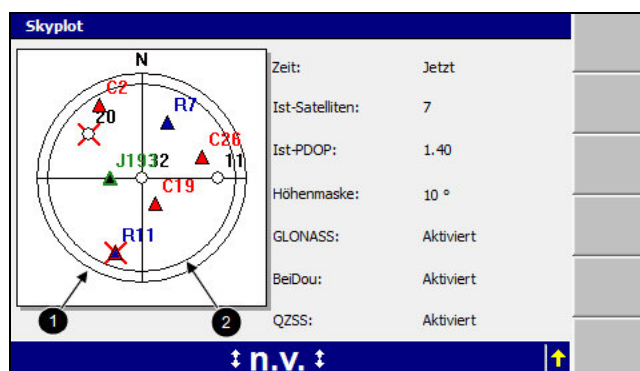 Skyplot
N
C2
20
R7
C26
11
J193
32
C19
R11
1
2
Zeit: Jetzt
Ist-Satelliten: 7
Ist-PDOP: 1.40
Höhenmaske: 10 °
GLONASS: Aktiviert
BeiDou: Aktiviert
QZSS: Aktiviert
n.v.